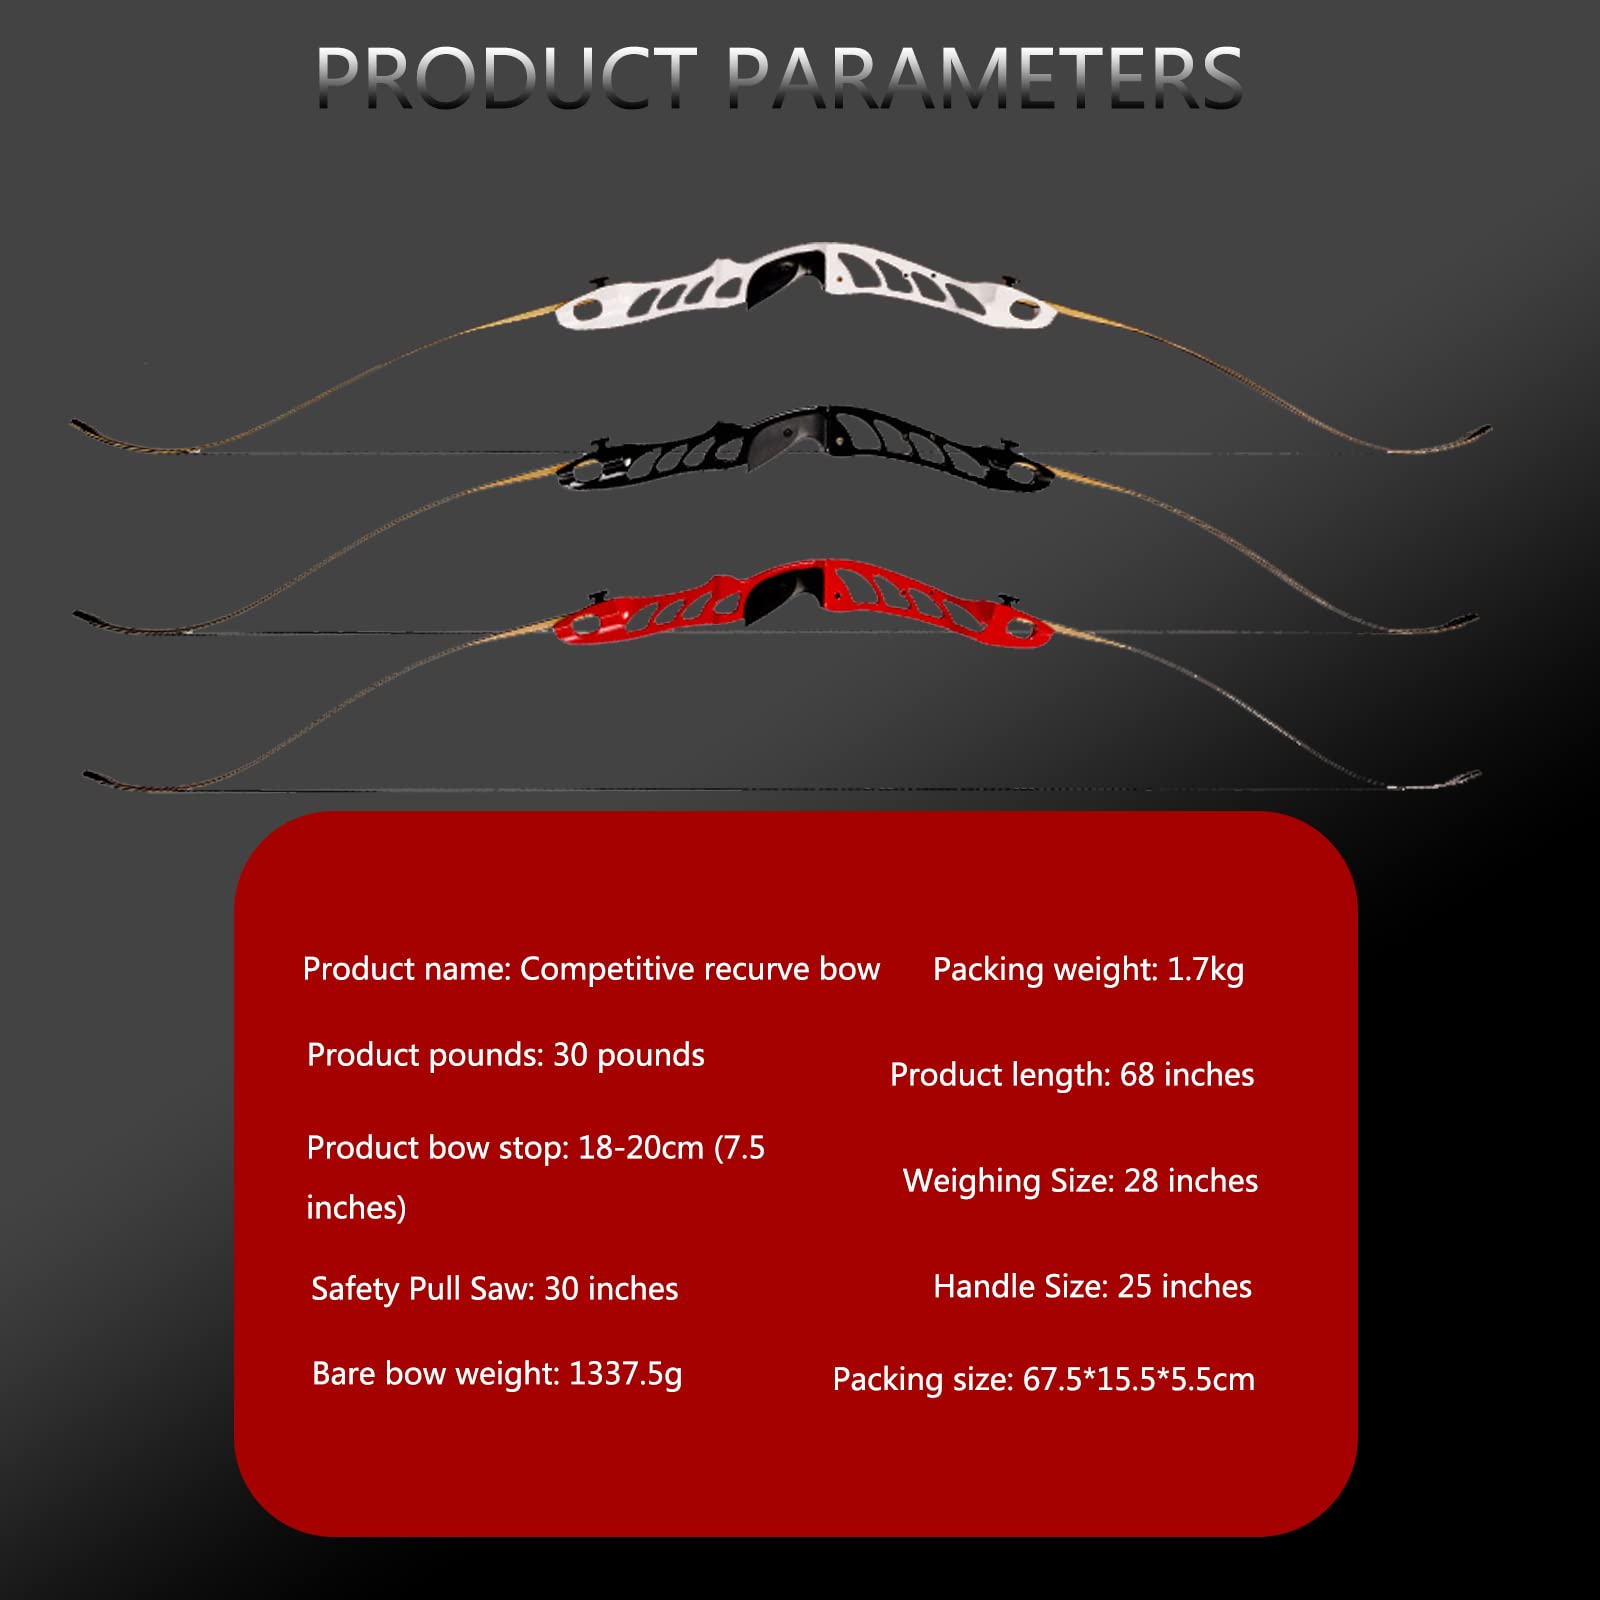 PRODUCT PARAMETERS
Product name: Competitive recurve bow
Packing weight: 1.7kg
Product pounds: 30 pounds
Product length: 68 inches
Product bow stop: 18-20cm (7.5
inches)
Weighing Size: 28 inches
Safety Pull Saw: 30 inches
Handle Size: 25 inches
Bare bow weight: 1337.5g
Packing size: 67.5*15.5*5.5cm